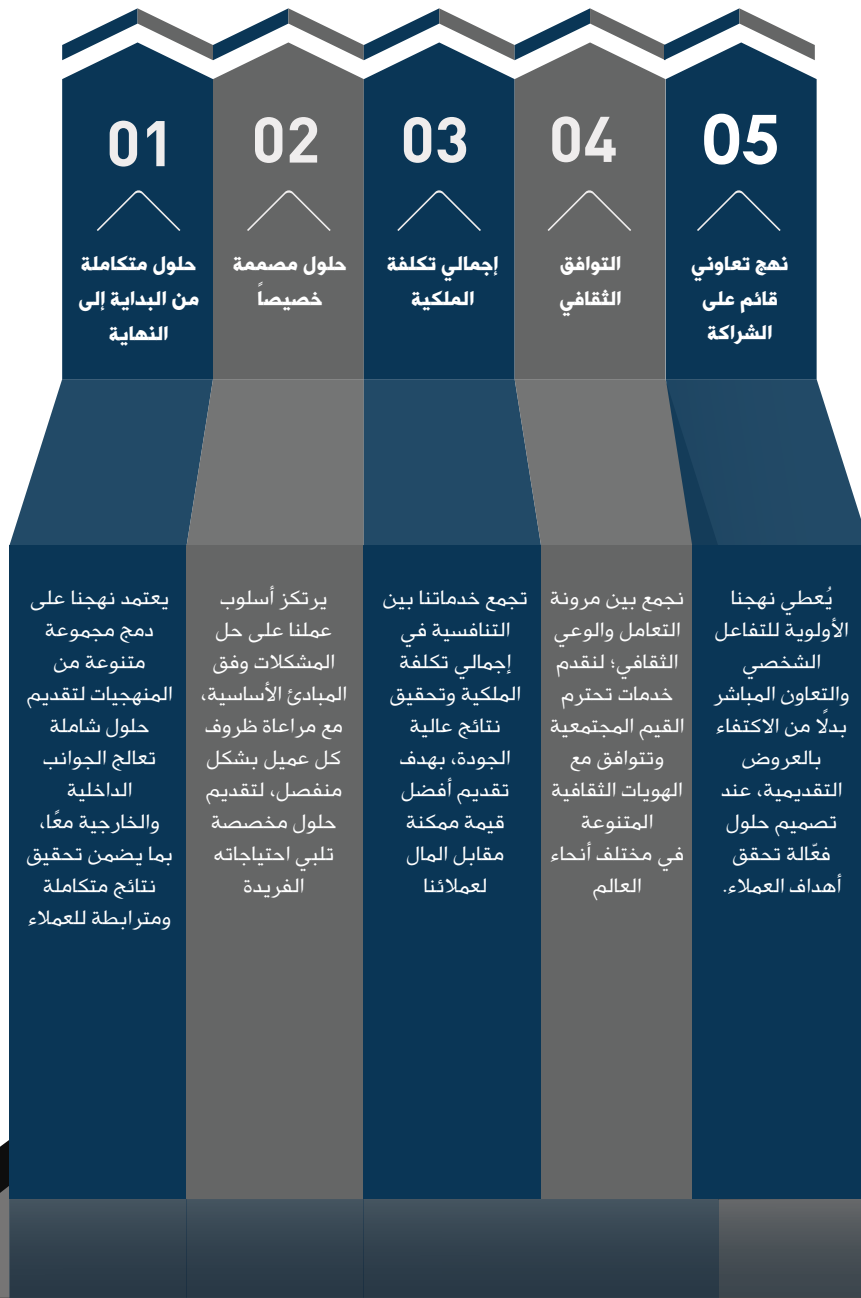 01
حلول متكاملة
من البداية إلى
النهاية
يعتمد نهجنا على
دمج مجموعة
متنوعة من
المنهجيات لتقديم
حلول شاملة
تعالج الجوانب
الداخلية
والخارجية معًا،
بما يضمن تحقيق
نتائج متكاملة
ومترابطة للعملاء
02
حلول مصممة
خصيصاً
يرتكز أسلوب
عملنا على حل
المشكلات وفق
المبادئ الأساسية،
مع مراعاة ظروف
كل عميل بشكل
منفصل، لتقديم
حلول مخصصة
تلبي احتياجاته
الفريدة
03
إجمالي تكلفة
الملكية
تجمع خدماتنا بين
التنافسية في
إجمالي تكلفة
الملكية وتحقيق
نتائج عالية
الجودة، بهدف
تقديم أفضل
قيمة ممكنة
مقابل المال
لعملائنا
04
التوافق
الثقافي
نجمع بين مرونة
التعامل والوعي
الثقافي؛ لنقدم
خدمات تحترم
القيم المجتمعية
وتتوافق مع
الهويات الثقافية
المتنوعة
في مختلف أنحاء
العالم
05
نهج تعاوني
قائم على
الشراكة
يُعطي نهجنا
الأولوية للتفاعل
الشخصي
والتعاون المباشر
بدلًا من الاكتفاء
بالعروض
التقديمية، عند
تصميم حلول
فعّالة تحقق
أهداف العملاء.